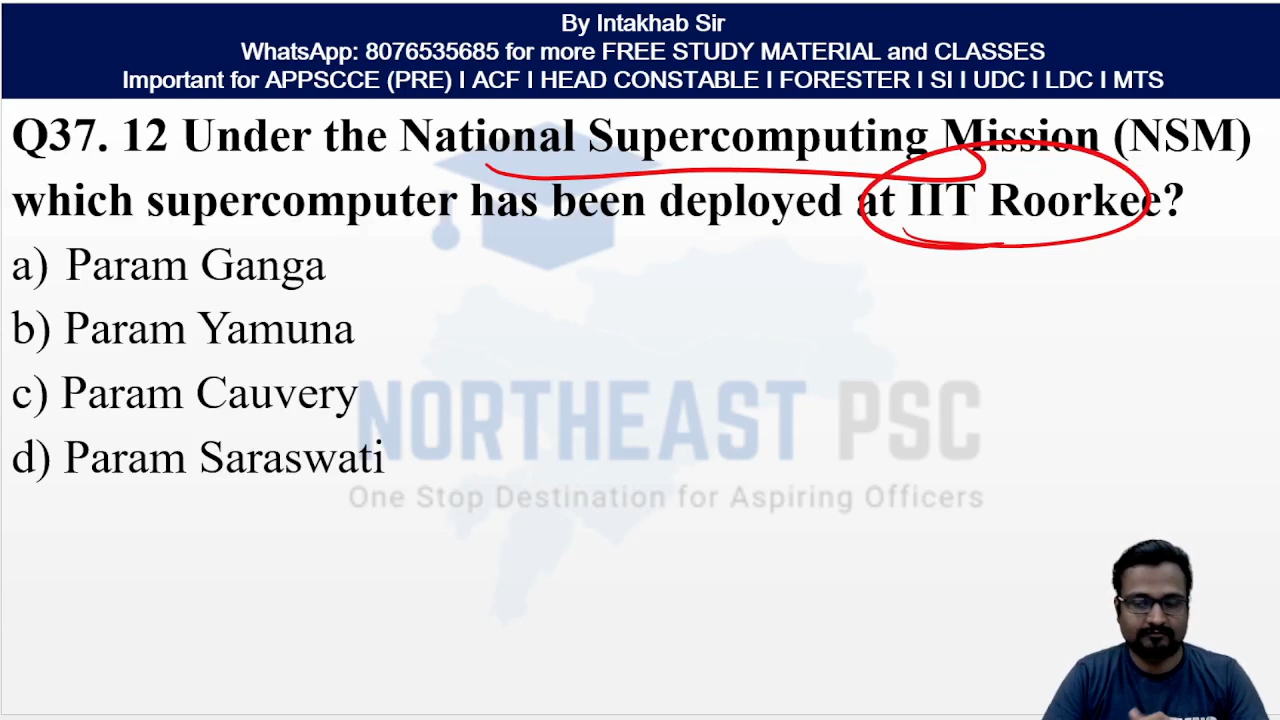 By Intakhab Sir
WhatsApp: 8076535685 for more FREE STUDY MATERIAL and CLASSES
Important for APPSCCE (PRE) I ACF I HEAD CONSTABLE I FORESTER I SI I UDC I LDC I MTS
Q37. 12 Under the National Supercomputing Mission (NSM)
which supercomputer has been deployed at IIT Roorkee?
a) Param Ganga
b) Param Yamuna
c) Param Cauvery
d) Param Saraswati
NORTHEAST PSC
One Stop Destination for Aspiring Officers